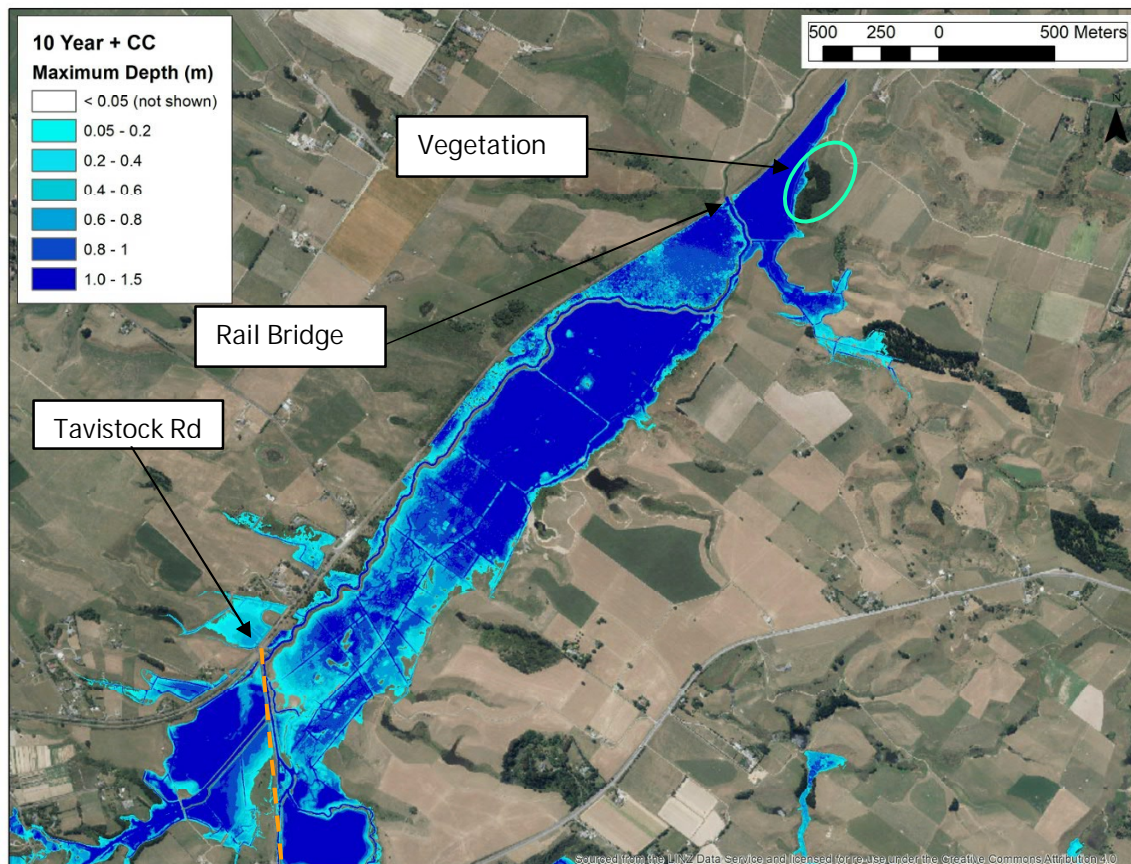 10 Year + CC
Maximum Depth (m)
< 0.05 (not shown)
0.05 - 0.2
0.2 - 0.4
0.4 - 0.6
0.6 - 0.8
0.8 - 1
1.0 - 1.5
500 250 0 500 Meters
N
Vegetation
Rail Bridge
Tavistock Rd
Sourced from the LINZ Data Service and licensed for re-use under the Creative Commons Attribution 4.0